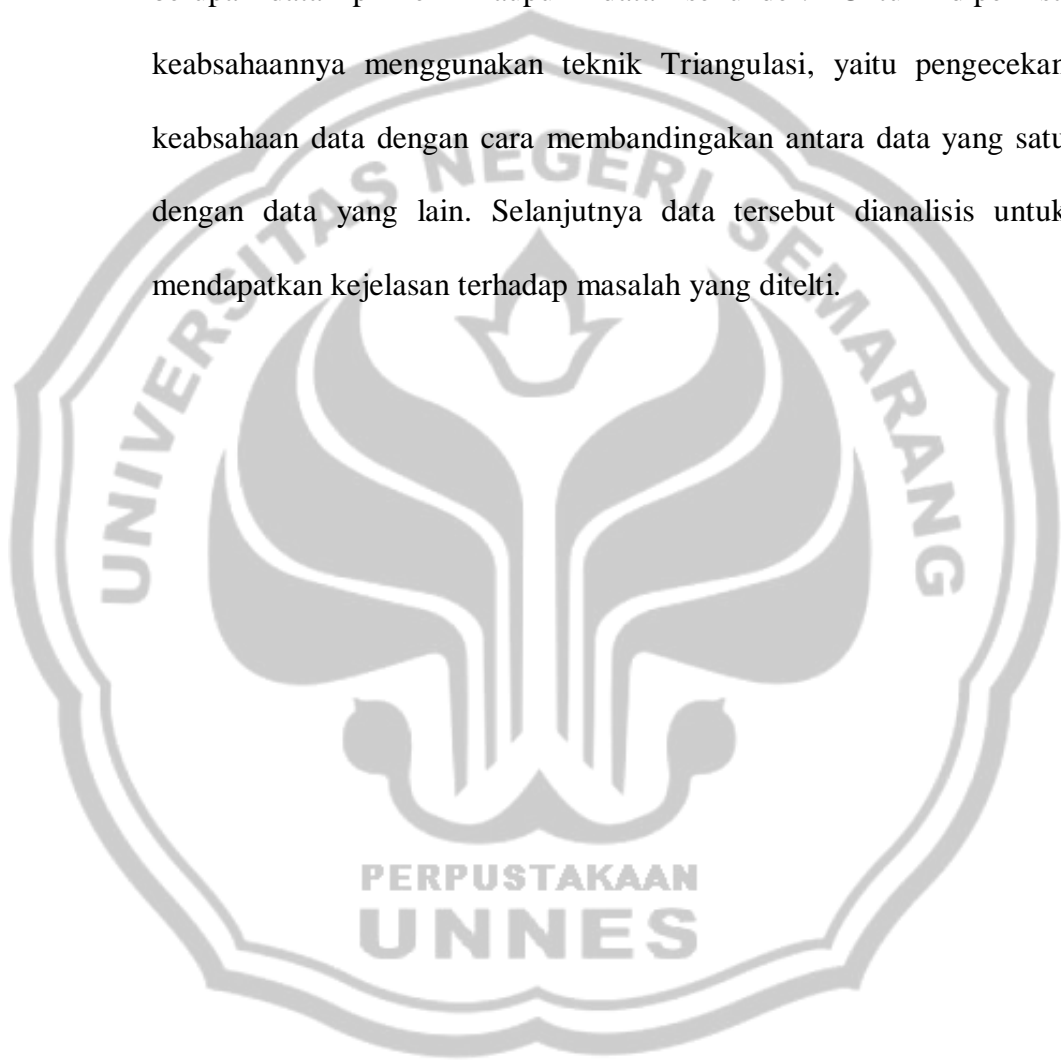 keabsahaannya menggunakan teknik Triangulasi, yaitu pengecekan
keabsahan data dengan cara membandingakan antara data yang satu
dengan data yang lain. Selanjutnya data tersebut dianalisis untuk
mendapatkan kejelasan terhadap masalah yang ditelti.
UNIVERSITAS NEGERI SEMARANG
PERPUSTAKAAN
UNNES